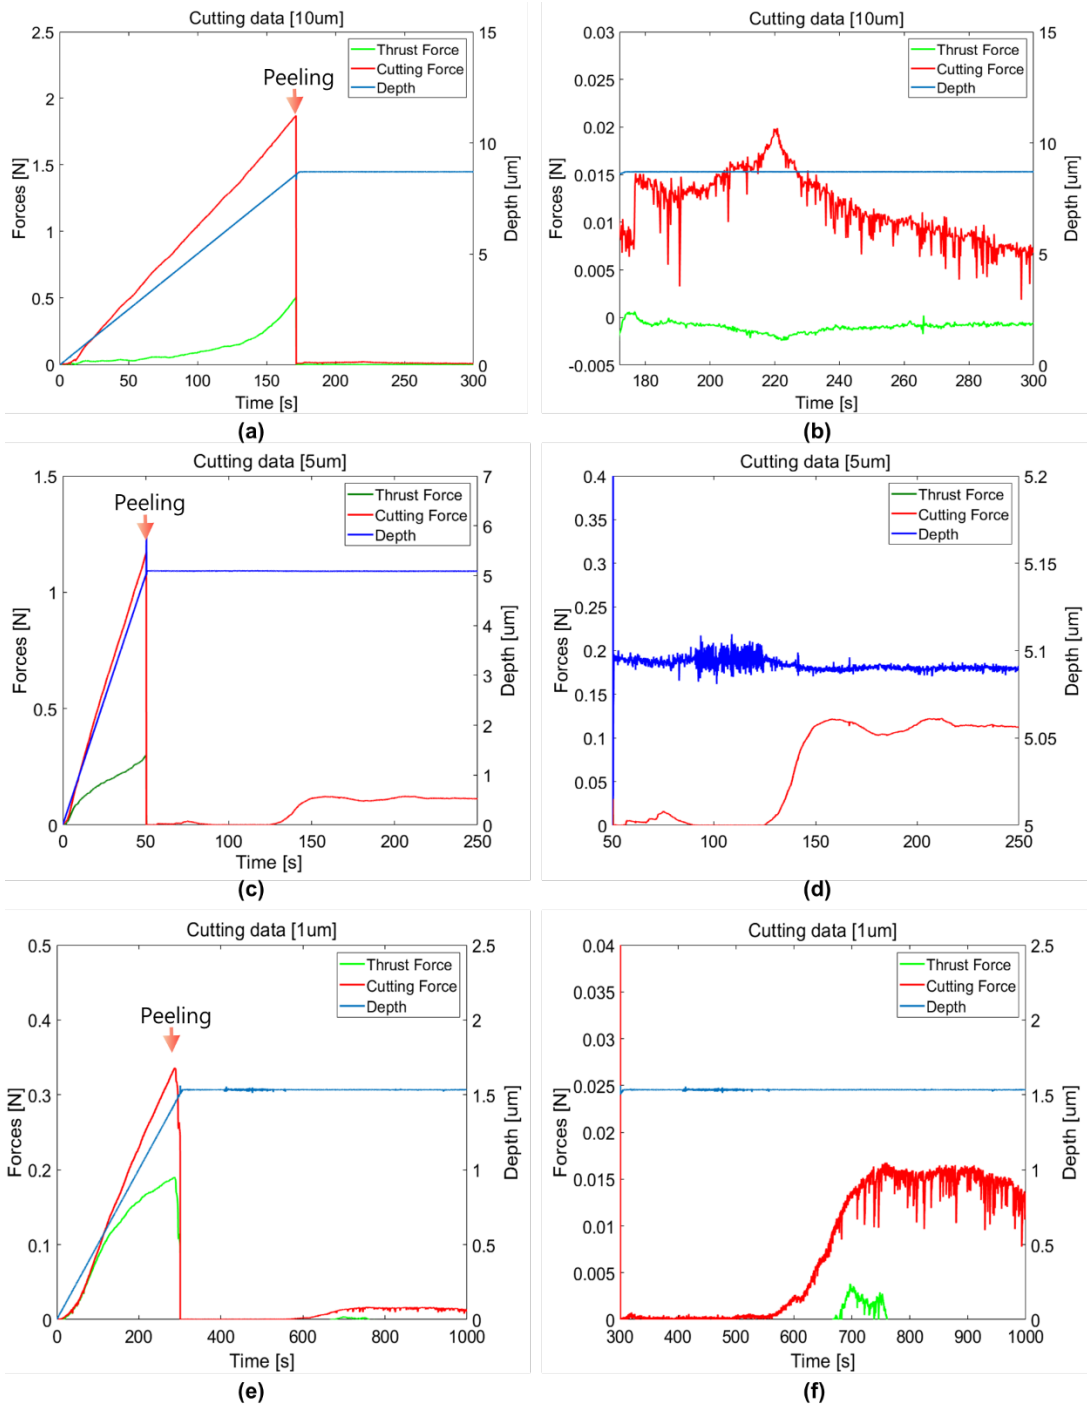 Cutting data [10um]
2.5
2
1.5
1
0.5
0
15
10
5
0
Thrust Force
Cutting Force
Depth
Peeling
Forces [N]
Depth [um]
0 50 100 150 200 250 300
Time [s]
(a)
Cutting data [10um]
0.03
0.025
0.02
0.015
0.01
0.005
0
-0.005
15
10
5
0
Thrust Force
Cutting Force
Depth
Forces [N]
Depth [um]
180 200 220 240 260 280 300
Time [s]
(b)
Cutting data [5um]
1.5
1
0.5
0
7
6
5
4
3
2
1
0
Thrust Force
Cutting Force
Depth
Peeling
Forces [N]
Depth [um]
0 50 100 150 200 250
Time [s]
(c)
Cutting data [5um]
0.4
0.35
0.3
0.25
0.2
0.15
0.1
0.05
0
5.2
5.15
5.1
5.05
5
Thrust Force
Cutting Force
Depth
Forces [N]
Depth [um]
50 100 150 200 250
Time [s]
(d)
Cutting data [1um]
0.5
0.4
0.3
0.2
0.1
0
2.5
2
1.5
1
0.5
0
Thrust Force
Cutting Force
Depth
Peeling
Forces [N]
Depth [um]
0 200 400 600 800 1000
Time [s]
(e)
Cutting data [1um]
0.04
0.035
0.03
0.025
0.02
0.015
0.01
0.005
0
2.5
2
1.5
1
0.5
0
Thrust Force
Cutting Force
Depth
Forces [N]
Depth [um]
300 400 500 600 700 800 900 1000
Time [s]
(f)